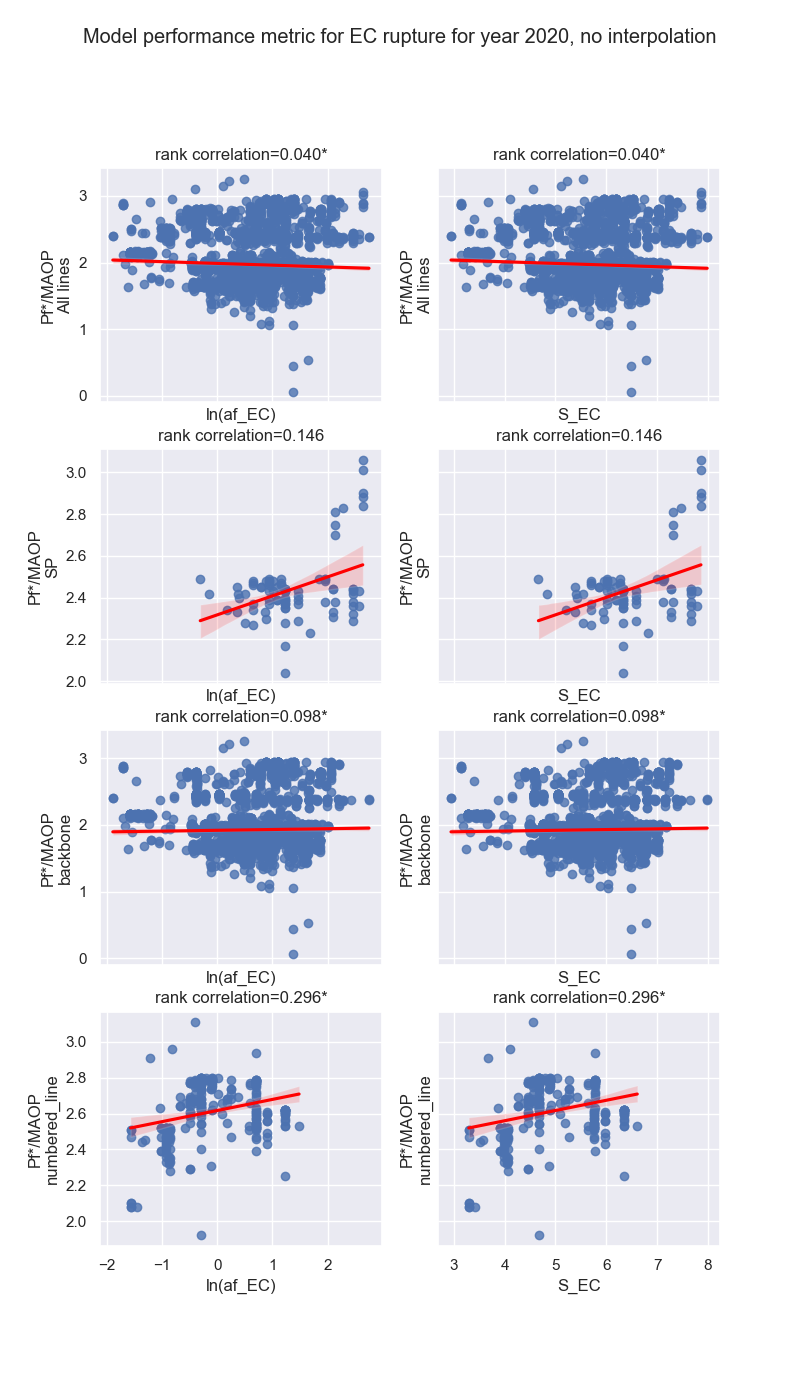 Model performance metric for EC rupture for year 2020, no interpolation
rank correlation=0.040*
rank correlation=0.040*
3
2
1
0
Pf*/MAOP
All lines
Pf*/MAOP
All lines
ln(af_EC)
S_EC
rank correlation=0.146
rank correlation=0.146
3.0
2.8
2.6
2.4
2.2
2.0
Pf*/MAOP
SP
Pf*/MAOP
SP
ln(af_EC)
S_EC
rank correlation=0.098*
rank correlation=0.098*
3
2
1
0
Pf*/MAOP
backbone
Pf*/MAOP
backbone
ln(af_EC)
S_EC
rank correlation=0.296*
rank correlation=0.296*
3.0
2.8
2.6
2.4
2.2
2.0
Pf*/MAOP
numbered_line
Pf*/MAOP
numbered_line
−2 −1 0 1 2
3 4 5 6 7 8
ln(af_EC)
S_EC